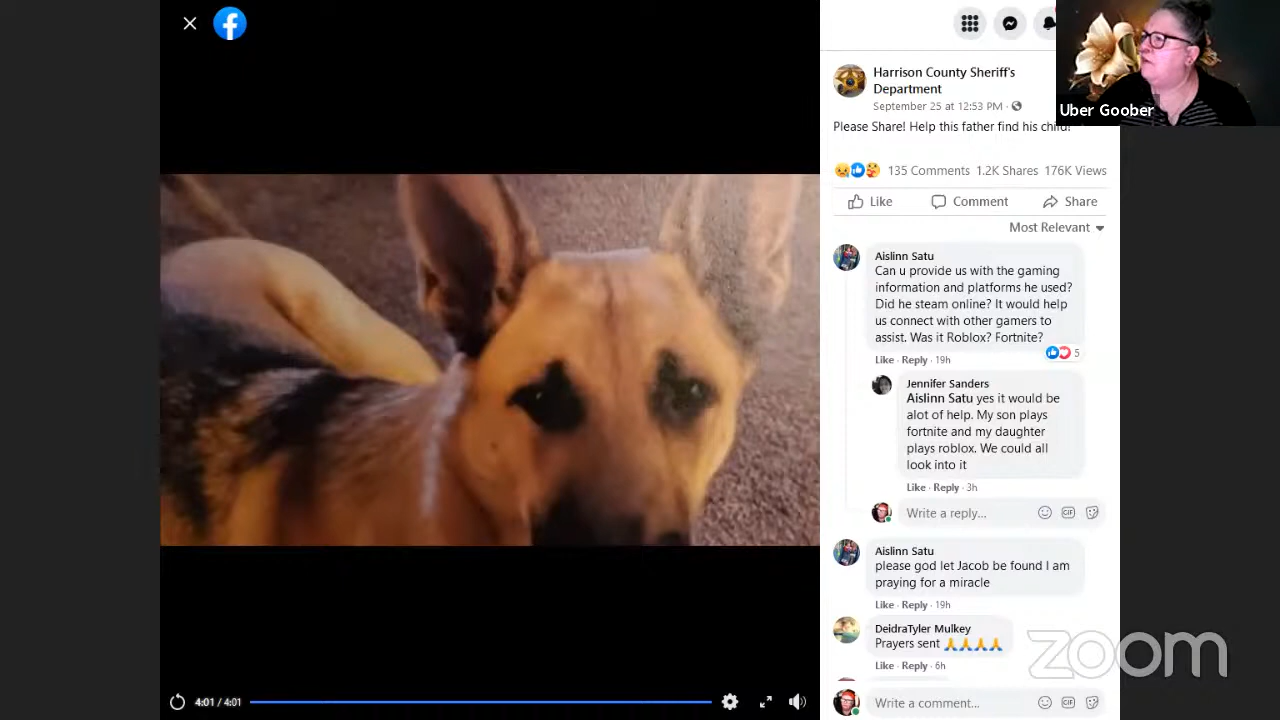 Harrison County Sheriff's
Department
September 25 at 12:53 PM ·
Please Share! Help this father find his child!
135 Comments 1.2K Shares 176K Views
Like Comment Share
Most Relevant
Aislinn Satu
Can u provide us with the gaming
information and platforms he used?
Did he steam online? It would help
us connect with other gamers to
assist. Was it Roblox? Fortnite?
5
Like · Reply · 19h
Jennifer Sanders
Aislinn Satu yes it would be
alot of help. My son plays
fortnite and my daughter
plays roblox. We could all
look into it
Like · Reply · 3h
Write a reply...
GIF
Aislinn Satu
please god let Jacob be found I am
praying for a miracle
Like · Reply · 19h
DeidraTyler Mulkey
Prayers sent 🙏🙏🙏🙏
Like · Reply · 6h
Write a comment...
GIF
4:01 / 4:01
Uber Goober
zoom